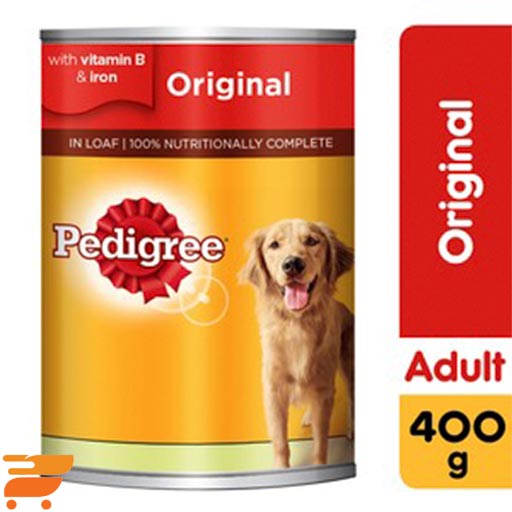 with vitamin B
& iron
Original
IN LOAF | 100% NUTRITIONALLY COMPLETE
Pedigree
Original
Adult
400
g